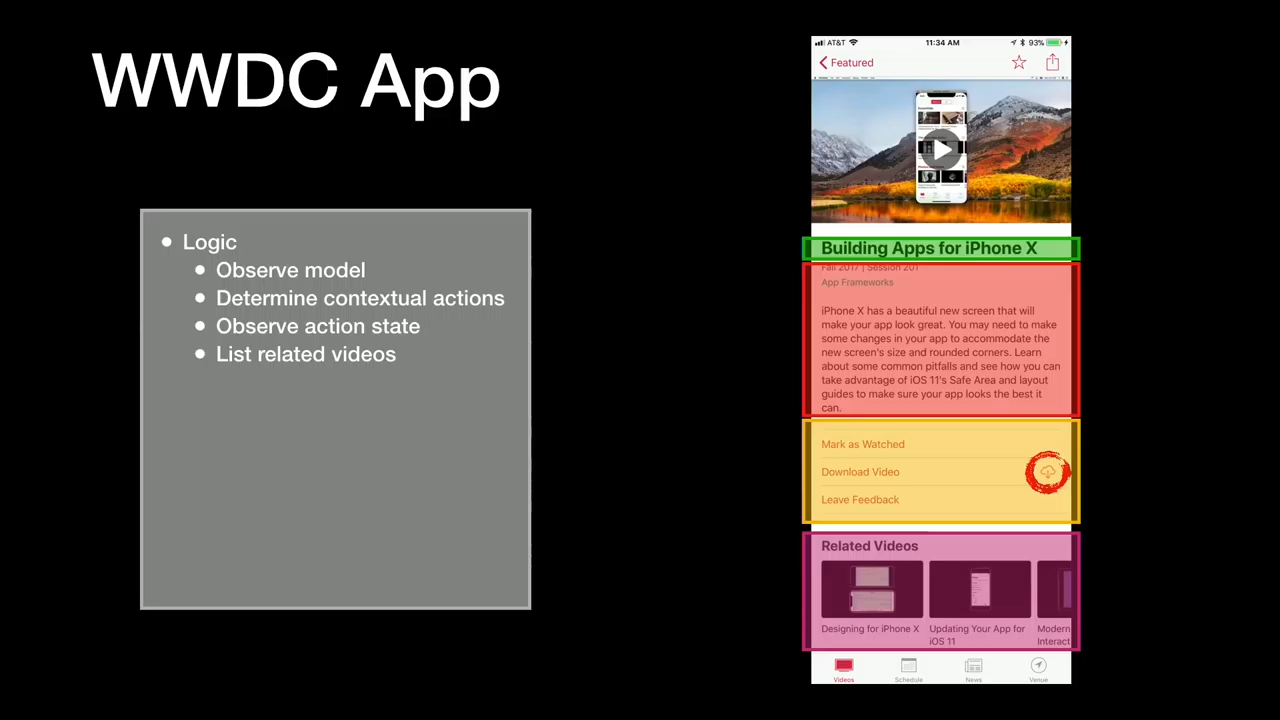 WWDC App
Logic
Observe model
Determine contextual actions
Observe action state
List related videos
AT&T
11:34 AM
93%
Featured
Building Apps for iPhone X
Fall 2017 | Session 201
App Frameworks
iPhone X has a beautiful new screen that will
make your app look great. You may need to make
some changes in your app to accommodate the
new screen's size and rounded corners. Learn
about some common pitfalls and see how you can
take advantage of iOS 11's Safe Area and layout
guides to make sure your app looks the best it
can.
Mark as Watched
Download Video
Leave Feedback
Related Videos
Designing for iPhone X
Updating Your App for
iOS 11
Modern
Interact
Videos
Schedule
News
Venue